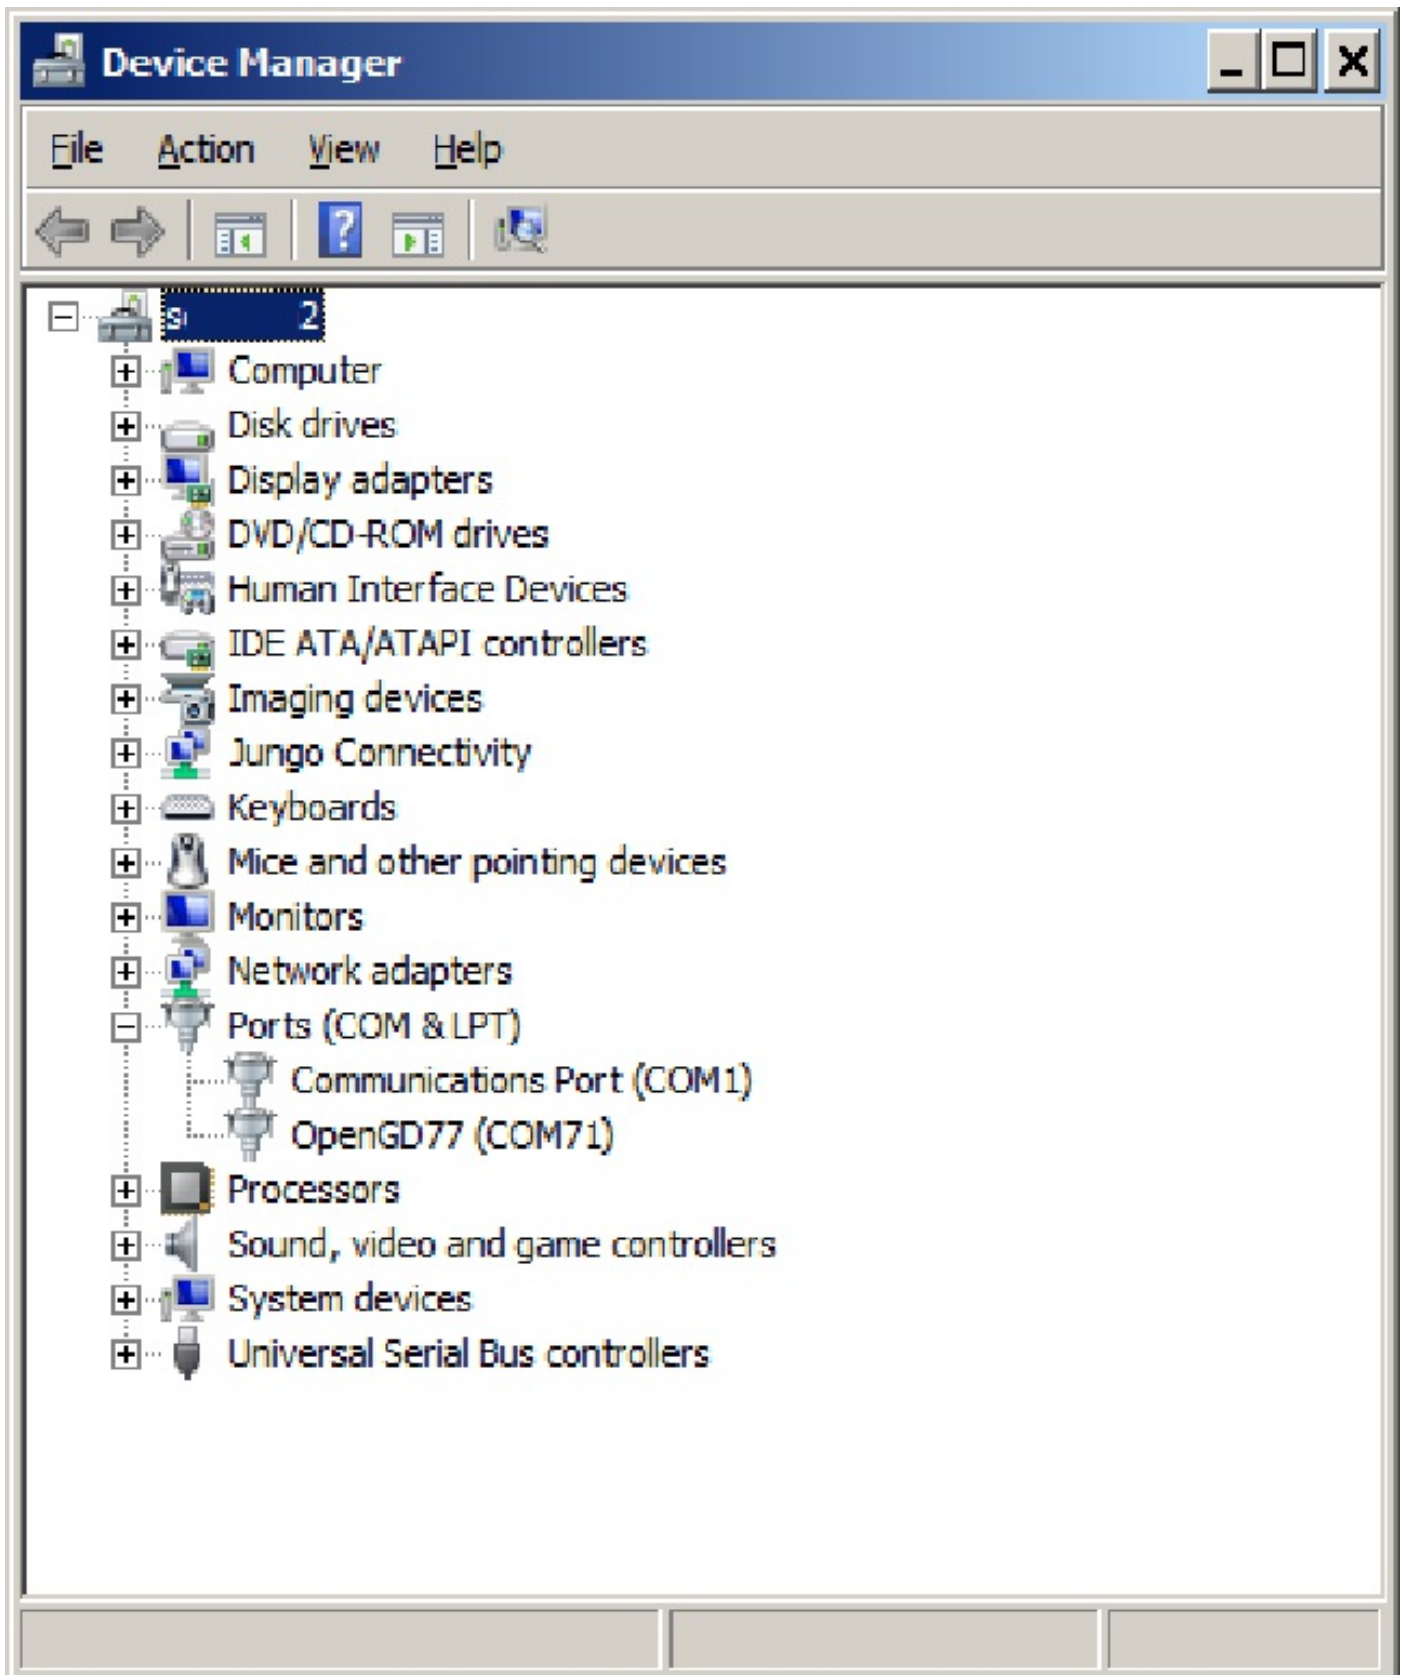 Device Manager
File Action View Help
s 2
Computer
Disk drives
Display adapters
DVD/CD-ROM drives
Human Interface Devices
IDE ATA/ATAPI controllers
Imaging devices
Jungo Connectivity
Keyboards
Mice and other pointing devices
Monitors
Network adapters
Ports (COM & LPT)
Communications Port (COM1)
OpenGD77 (COM71)
Processors
Sound, video and game controllers
System devices
Universal Serial Bus controllers